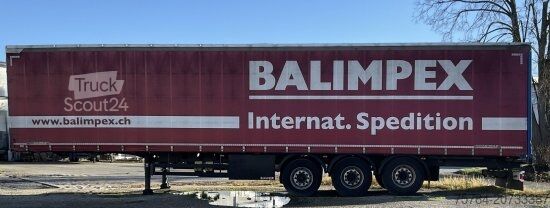 BALIMPEX
Truck
Scout24
www.balimpex.ch
Internat. Spedition